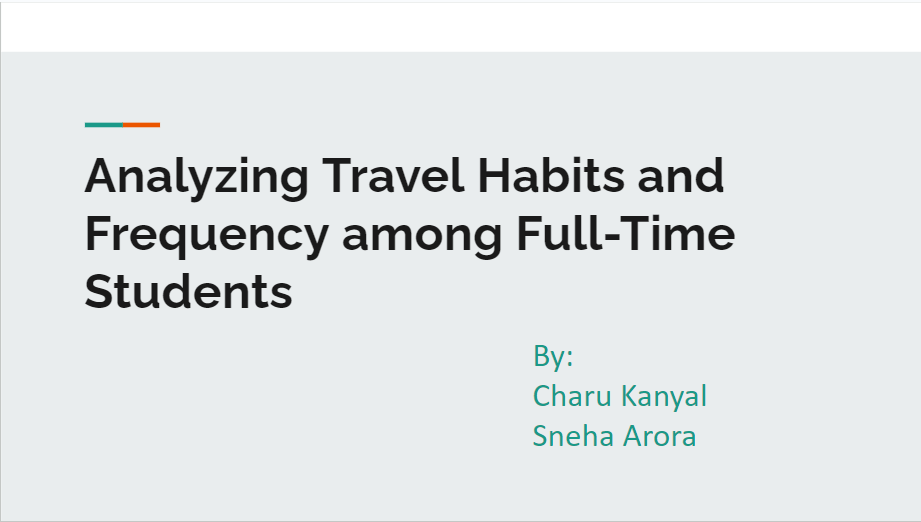 Analyzing Travel Habits and
Frequency among Full-Time
Students
By:
Charu Kanyal
Sneha Arora